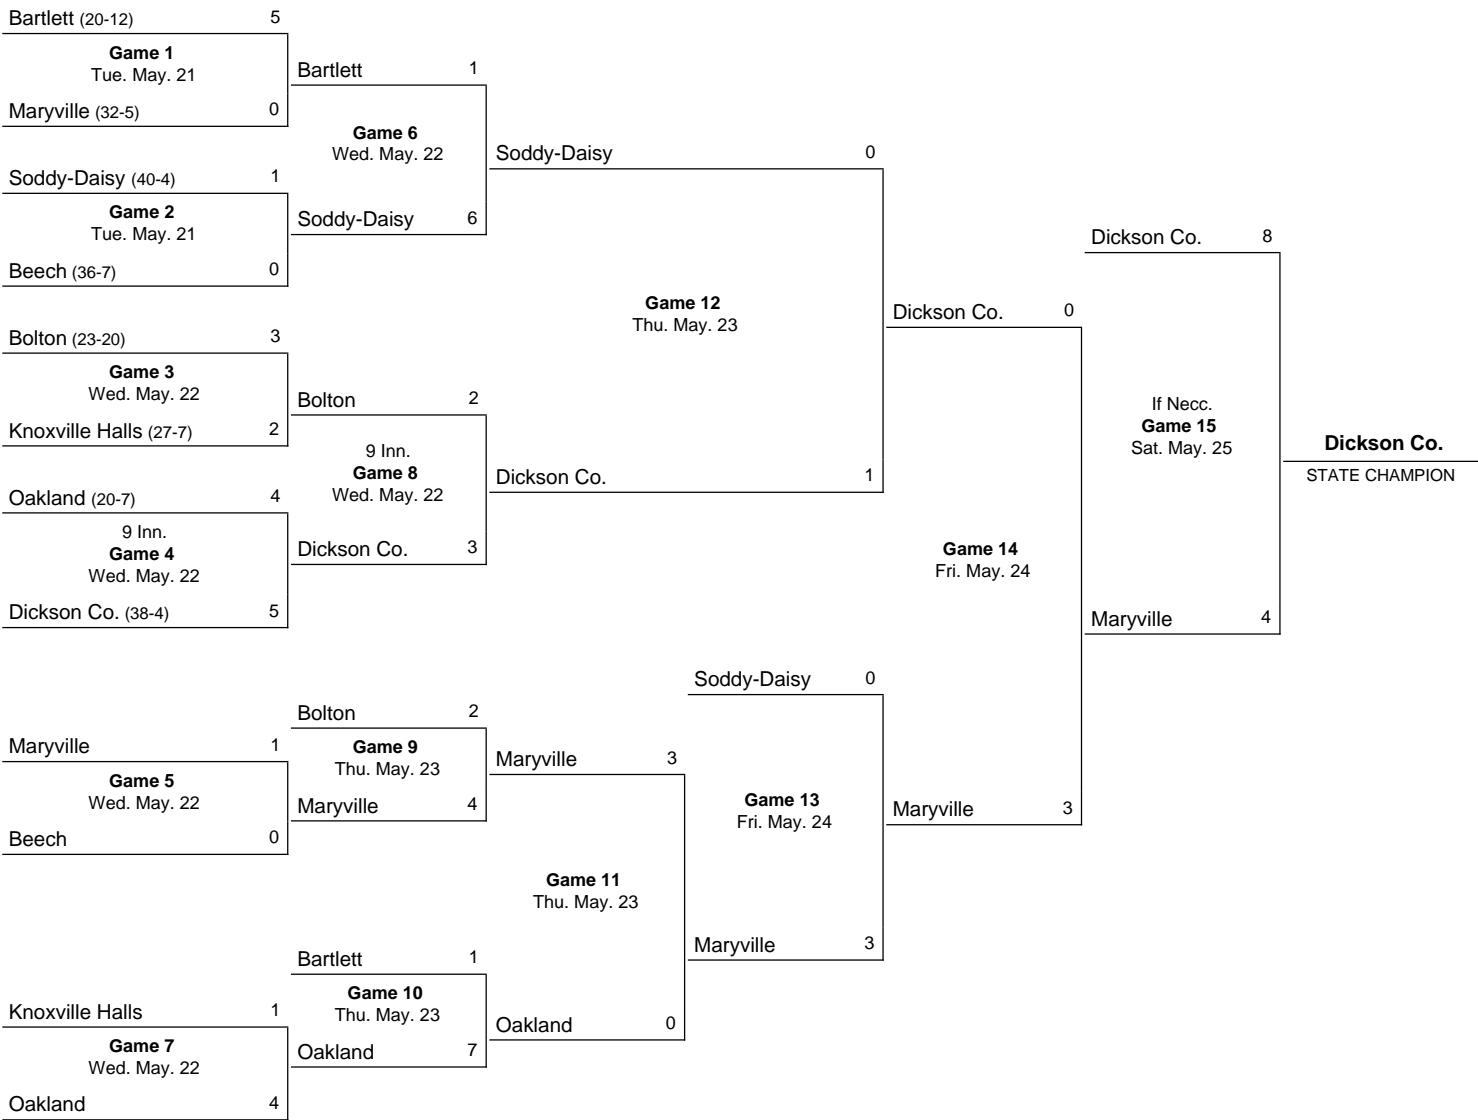 Bartlett (20-12) 5
Game 1
Tue. May. 21
Maryville (32-5) 0
Soddy-Daisy (40-4) 1
Game 2
Tue. May. 21
Beech (36-7) 0
Bolton (23-20) 3
Game 3
Wed. May. 22
Knoxville Halls (27-7) 2
Oakland (20-7) 4
9 Inn.
Game 4
Wed. May. 22
Dickson Co. (38-4) 5
Maryville 1
Game 5
Wed. May. 22
Beech 0
Knoxville Halls 1
Game 7
Wed. May. 22
Oakland 4
Bartlett 1
Game 6
Wed. May. 22
Soddy-Daisy 6
Bolton 2
9 Inn.
Game 8
Wed. May. 22
Dickson Co. 3
Bolton 2
Game 9
Thu. May. 23
Maryville 4
Bartlett 1
Game 10
Thu. May. 23
Oakland 7
Soddy-Daisy 0
Game 12
Thu. May. 23
Dickson Co. 1
Maryville 3
Game 11
Thu. May. 23
Oakland 0
Soddy-Daisy 0
Game 13
Fri. May. 24
Maryville 3
Dickson Co. 0
Game 14
Fri. May. 24
Maryville 3
Dickson Co. 8
If Necc.
Game 15
Sat. May. 25
Maryville 4
Dickson Co.
STATE CHAMPION